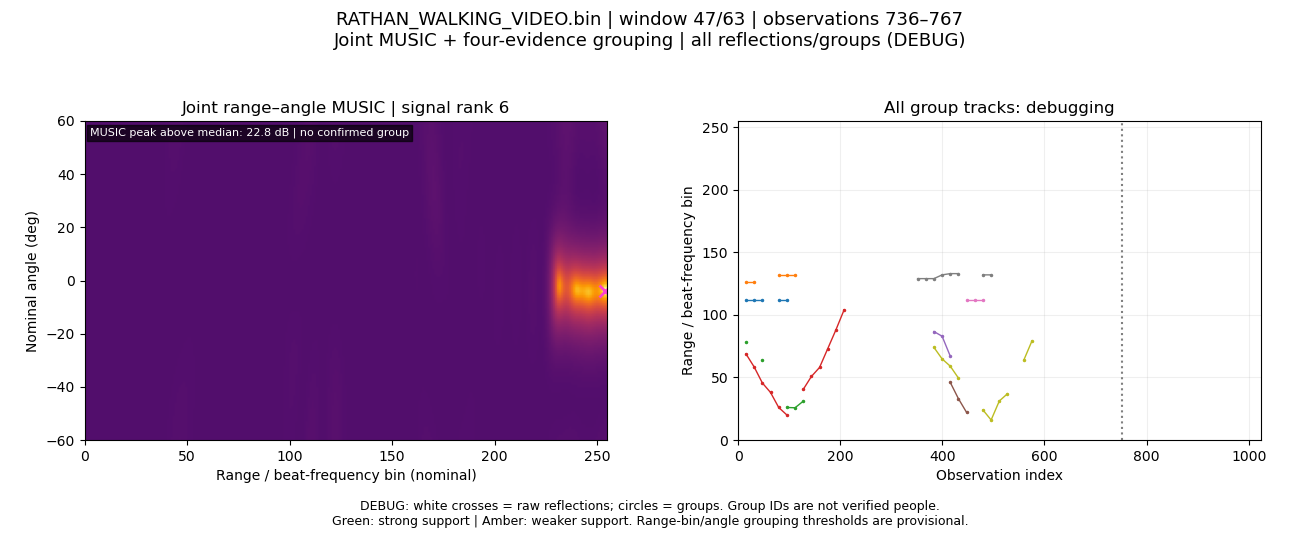 RATHAN_WALKING_VIDEO.bin | window 47/63 | observations 736–767
Joint MUSIC + four-evidence grouping | all reflections/groups (DEBUG)
Joint range–angle MUSIC | signal rank 6
MUSIC peak above median: 22.8 dB | no confirmed group
Nominal angle (deg)
60
40
20
0
−20
−40
−60
0
50
100
150
200
250
Range / beat-frequency bin (nominal)
All group tracks: debugging
Range / beat-frequency bin
250
200
150
100
50
0
0
200
400
600
800
1000
Observation index
DEBUG: white crosses = raw reflections; circles = groups. Group IDs are not verified people.
Green: strong support | Amber: weaker support. Range-bin/angle grouping thresholds are provisional.